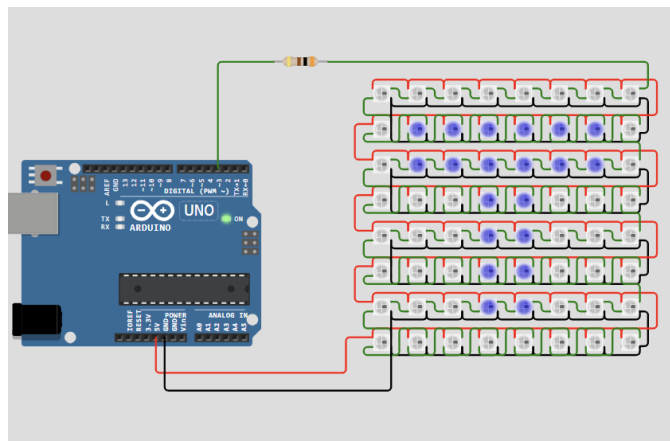 AREF
GND
13
12
~11
~10
~9
8
7
~6
~5
4
~3
2
TX→1
RX←0
DIGITAL (PWM ~)
L
TX
RX
UNO
ON
ARDUINO
IOREF
RESET
3.3V
5V
GND
GND
Vin
POWER
ANALOG IN
A0
A1
A2
A3
A4
A5